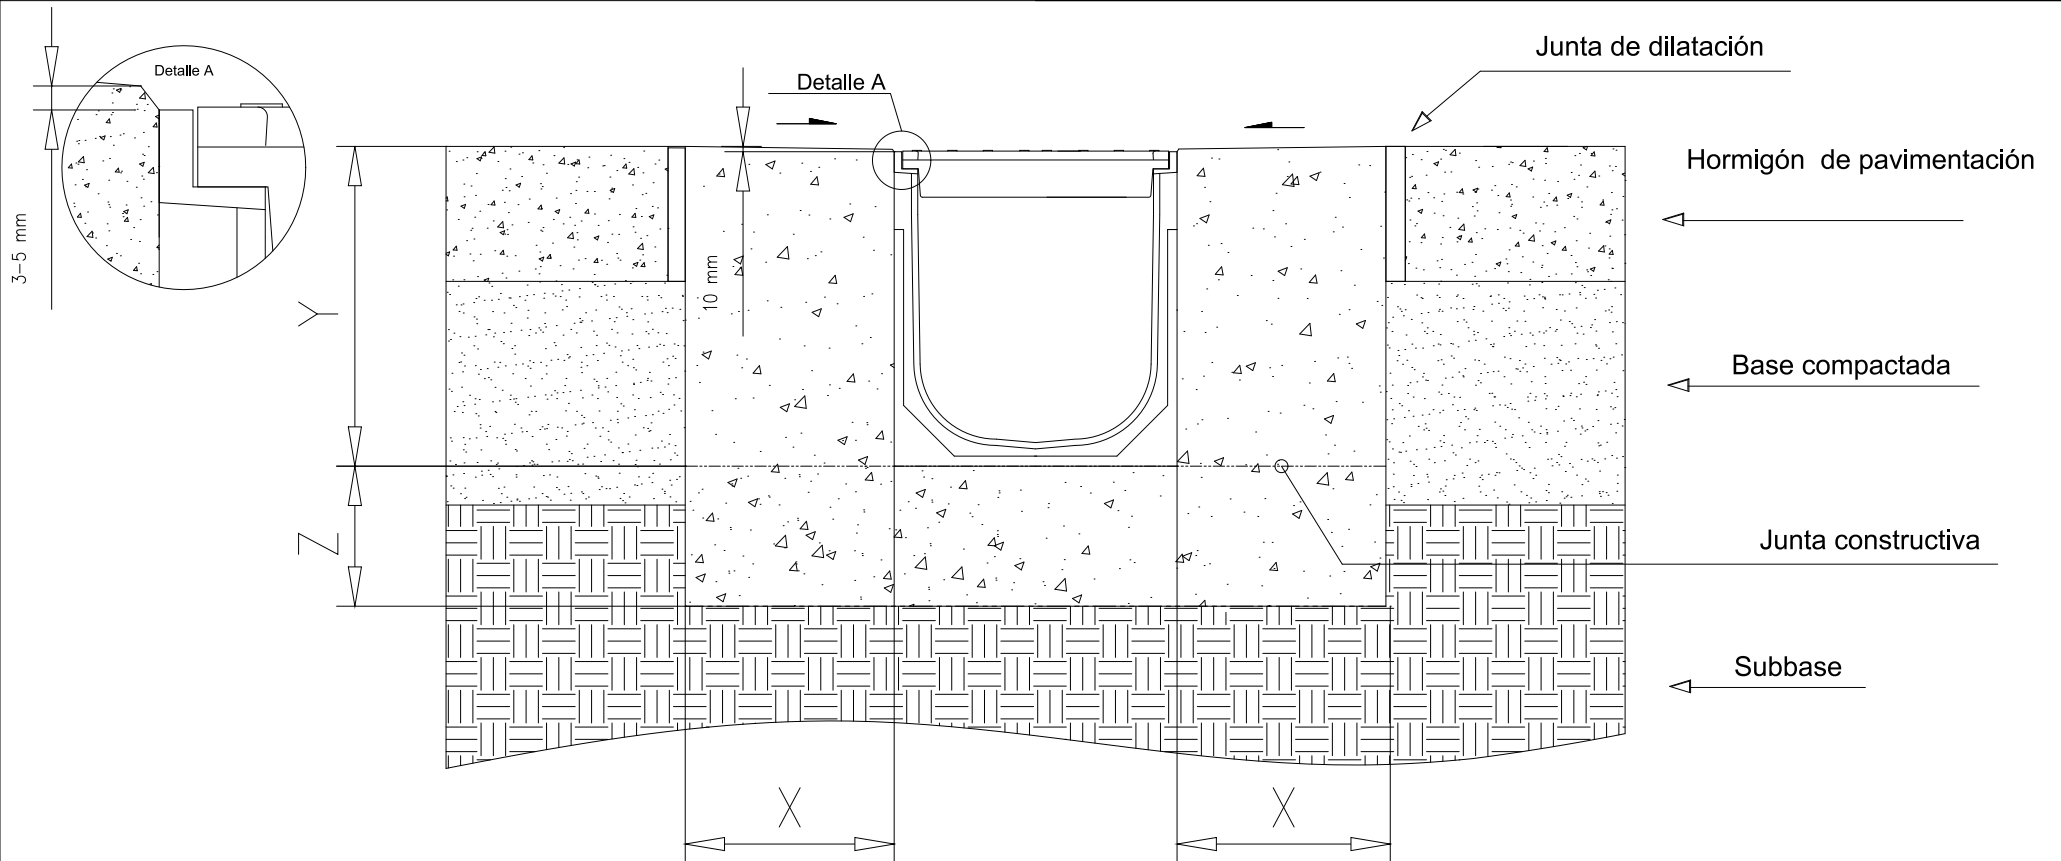 Junta de dilatación
Detalle A
Detalle A
Hormigón de pavimentación
3-5 mm
10 mm
Y
Base compactada
Z
Junta constructiva
Subbase
X
X